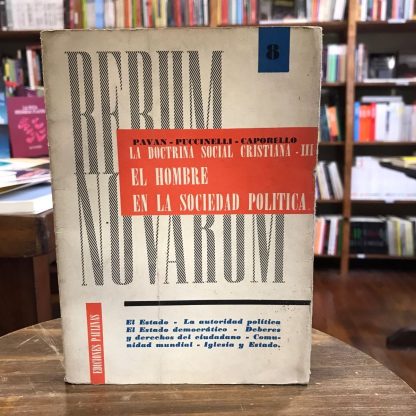 8
RERUM
PAVAN - PUCCINELLI - CAPORELLO
LA DOCTRINA SOCIAL CRISTIANA - III
EL HOMBRE
EN LA SOCIEDAD POLITICA
NOVARUM
EDICIONES PAULINAS
El Estado - La autoridad política
El Estado democrático - Deberes
y derechos del ciudadano - Comu-
nidad mundial - Iglesia y Estado.